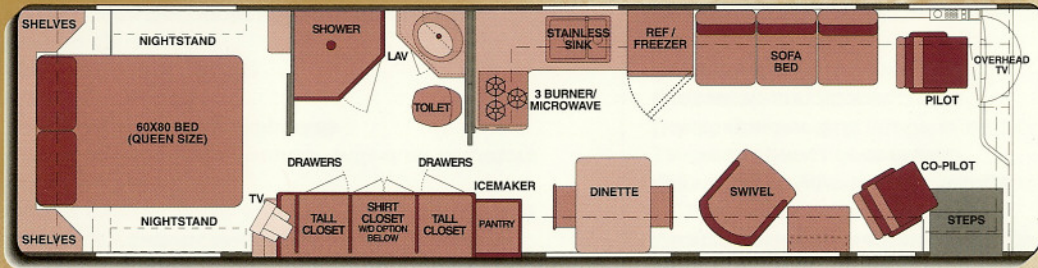 SHELVES
NIGHTSTAND
60X80 BED
(QUEEN SIZE)
NIGHTSTAND
SHELVES
SHOWER
LAV
TOILET
DRAWERS
DRAWERS
TV
TALL
CLOSET
SHIRT
CLOSET
W/D OPTION
BELOW
TALL
CLOSET
ICEMAKER
PANTRY
STAINLESS
SINK
3 BURNER/
MICROWAVE
REF /
FREEZER
SOFA
BED
DINETTE
SWIVEL
OVERHEAD
TV
PILOT
CO-PILOT
STEPS